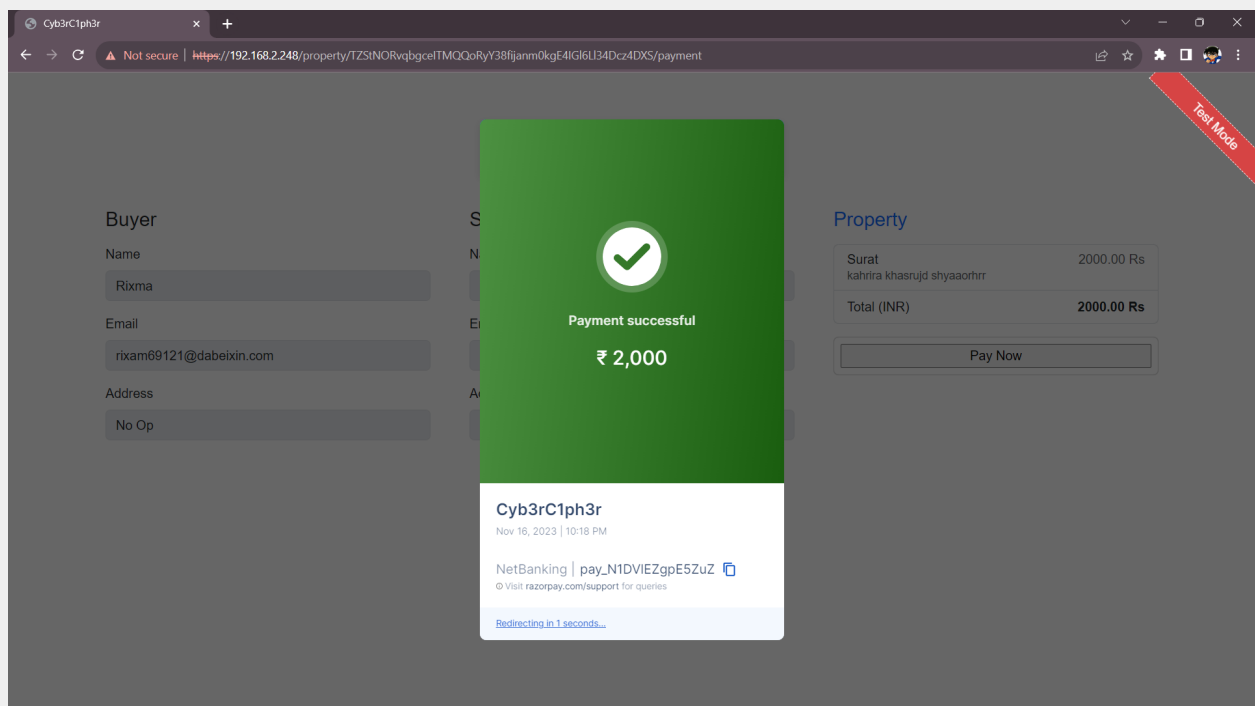 Cyb3rC1ph3r
Not secure | https://192.168.2.248/property/TZStNORvqbgcelTMQQoRyY38fijanm0kgE4IGl6Ll34Dcz4DXS/payment
Test Mode
Buyer
Name
Rixma
Email
rixam69121@dabeixin.com
Address
No Op
Payment successful
₹ 2,000
Cyb3rC1ph3r
Nov 16, 2023 | 10:18 PM
NetBanking | pay_N1DVIEZgpE5ZuZ
Visit razorpay.com/support for queries
Redirecting in 1 seconds...
Property
Surat 2000.00 Rs
kahrira khasrujd shyaaorhrr
Total (INR) 2000.00 Rs
Pay Now